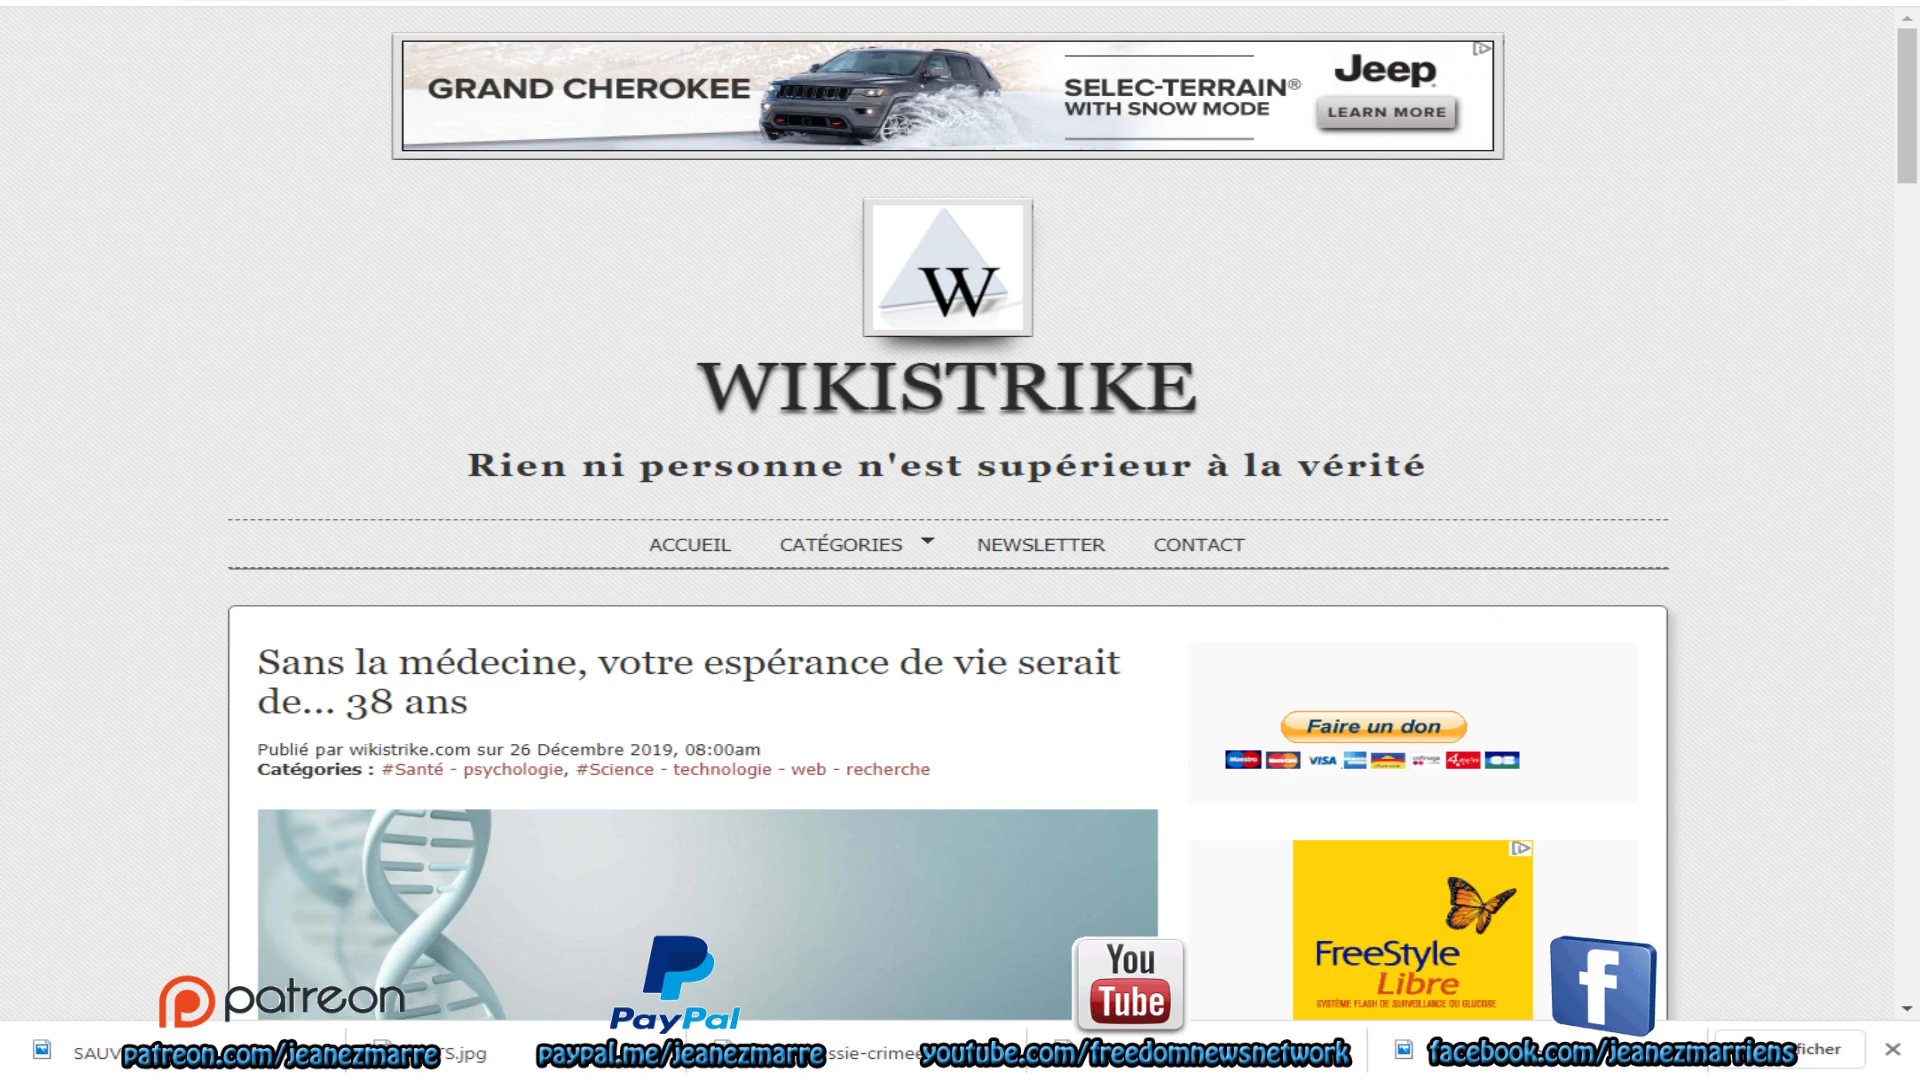 GRAND CHEROKEE
SELEC-TERRAIN®
WITH SNOW MODE
Jeep
LEARN MORE
W
WIKISTRIKE
Rien ni personne n'est supérieur à la vérité
ACCUEIL CATÉGORIES NEWSLETTER CONTACT
Sans la médecine, votre espérance de vie serait
de... 38 ans
Publié par wikistrike.com sur 26 Décembre 2019, 08:00am
Catégories : #Santé - psychologie, #Science - technologie - web - recherche
Faire un don
Maestro VISA
FreeStyle
Libre
SYSTÈME FLASH DE SURVEILLANCE DU GLUCOSE
patreon
PayPal
You
Tube
f
patreon.com/jeanezmarre
paypal.me/jeanezmarre
youtube.com/freedomnewsnetwork
facebook.com/jeanezmarriens